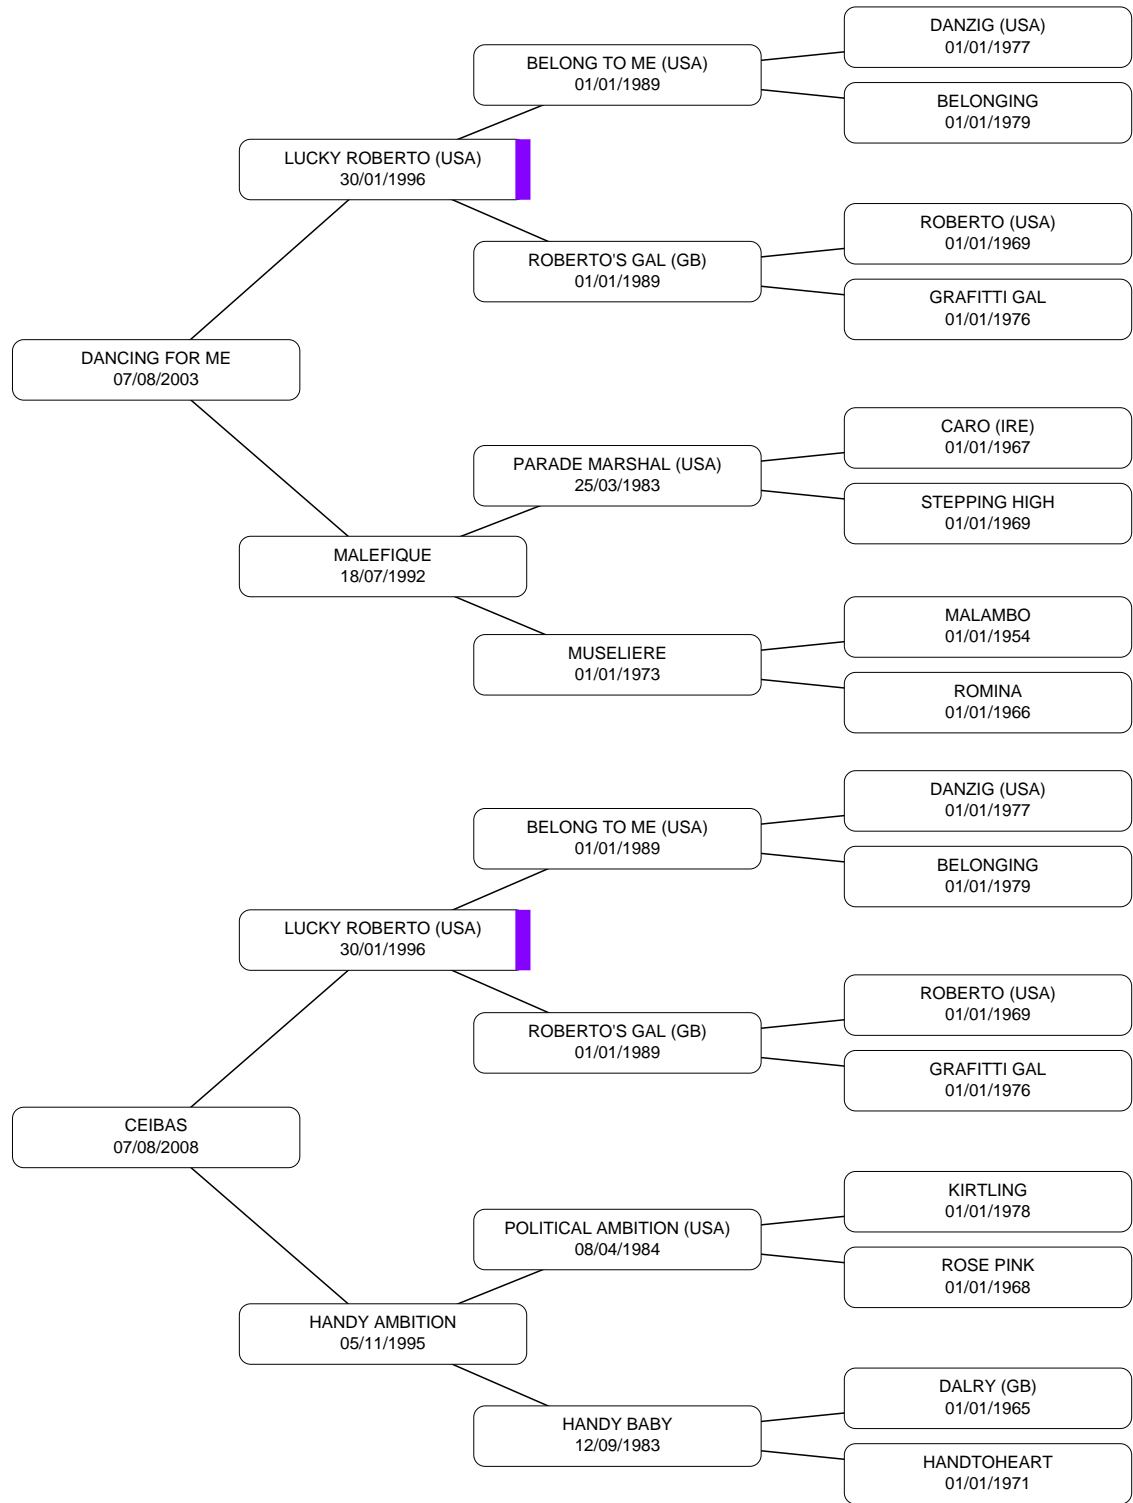 DANZIG (USA)
01/01/1977
BELONG TO ME (USA)
01/01/1989
BELONGING
01/01/1979
LUCKY ROBERTO (USA)
30/01/1996
ROBERTO (USA)
01/01/1969
ROBERTO'S GAL (GB)
01/01/1989
GRAFITTI GAL
01/01/1976
DANCING FOR ME
07/08/2003
CARO (IRE)
01/01/1967
PARADE MARSHAL (USA)
25/03/1983
STEPPING HIGH
01/01/1969
MALEFIQUE
18/07/1992
MALAMBO
01/01/1954
MUSELIERE
01/01/1973
ROMINA
01/01/1966
DANZIG (USA)
01/01/1977
BELONG TO ME (USA)
01/01/1989
BELONGING
01/01/1979
LUCKY ROBERTO (USA)
30/01/1996
ROBERTO (USA)
01/01/1969
ROBERTO'S GAL (GB)
01/01/1989
GRAFITTI GAL
01/01/1976
CEIBAS
07/08/2008
KIRTLING
01/01/1978
POLITICAL AMBITION (USA)
08/04/1984
ROSE PINK
01/01/1968
HANDY AMBITION
05/11/1995
DALRY (GB)
01/01/1965
HANDY BABY
12/09/1983
HANDTOHEART
01/01/1971